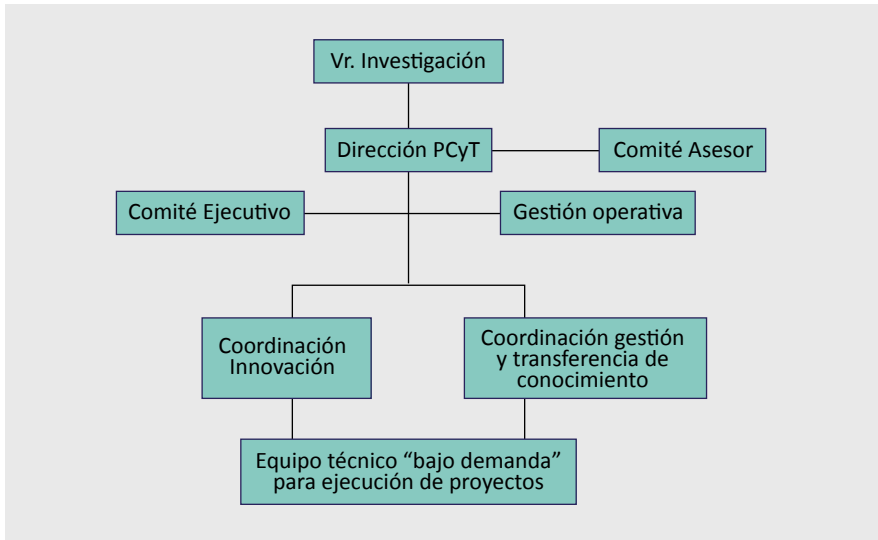 Vr. Investigación
Dirección PCyT
Comité Asesor
Comité Ejecutivo
Gestión operativa
Coordinación
Innovación
Coordinación gestión
y transferencia de
conocimiento
Equipo técnico “bajo demanda”
para ejecución de proyectos